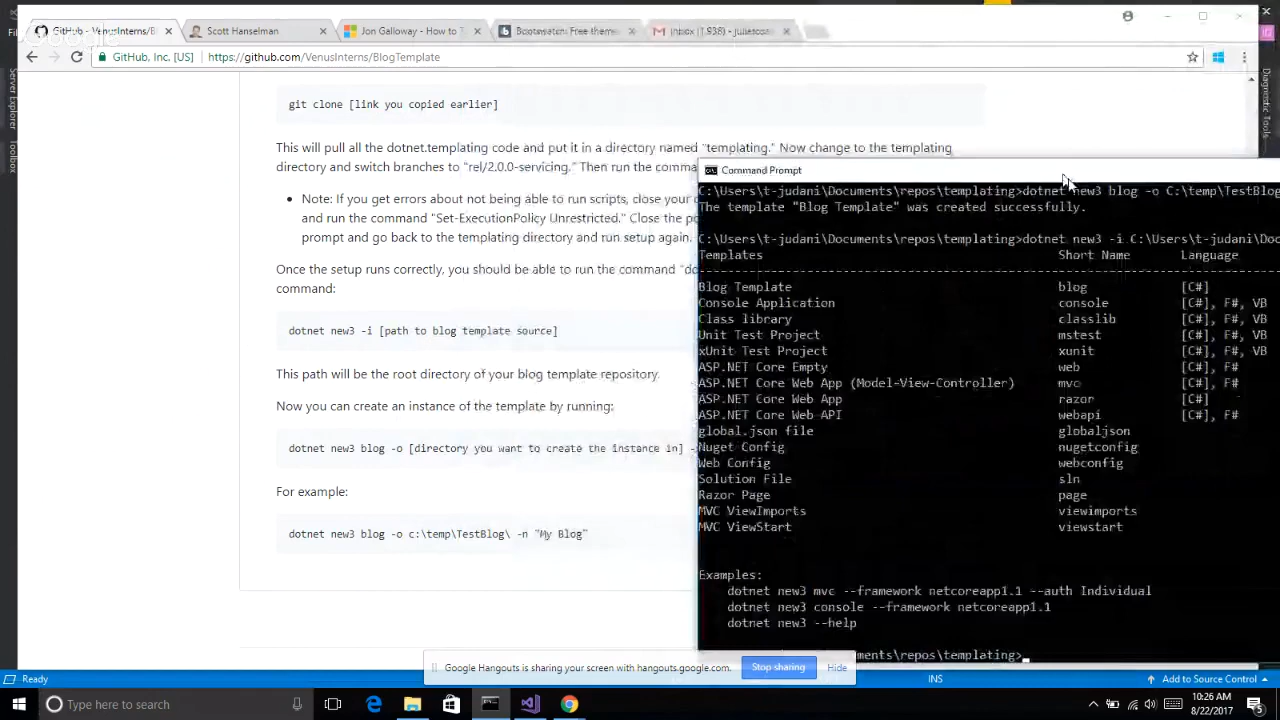 GitHub - VenusInterns/B
Scott Hanselman
Jon Galloway - How to T
Bootswatch: Free theme
Inbox (1,938) - juliescoo
GitHub, Inc. [US]
https://github.com/VenusInterns/BlogTemplate
Server Explorer
Toolbox
Diagnostic Tools
git clone [link you copied earlier]
This will pull all the dotnet.templating code and put it in a directory named "templating." Now change to the templating
directory and switch branches to "rel/2.0.0-servicing." Then run the comma
Note: If you get errors about not being able to run scripts, close your c
and run the command "Set-ExecutionPolicy Unrestricted." Close the po
prompt and go back to the templating directory and run setup again.
Once the setup runs correctly, you should be able to run the command "do
command:
dotnet new3 -i [path to blog template source]
This path will be the root directory of your blog template repository.
Now you can create an instance of the template by running:
dotnet new3 blog -o [directory you want to create the instance in] -
For example:
dotnet new3 blog -o c:\temp\TestBlog\ -n "My Blog"
Command Prompt
C:\Users\t-judani\Documents\repos\templating>dotnet new3 blog -o C:\temp\TestBlog
The template "Blog Template" was created successfully.
C:\Users\t-judani\Documents\repos\templating>dotnet new3 -i C:\Users\t-judani\Doc
Templates Short Name Language
Blog Template blog [C#]
Console Application console [C#], F#, VB
Class library classlib [C#], F#, VB
Unit Test Project mstest [C#], F#, VB
xUnit Test Project xunit [C#], F#, VB
ASP.NET Core Empty web [C#], F#
ASP.NET Core Web App (Model-View-Controller) mvc [C#], F#
ASP.NET Core Web App razor [C#]
ASP.NET Core Web API webapi [C#], F#
global.json file globaljson
Nuget Config nugetconfig
Web Config webconfig
Solution File sln
Razor Page page
MVC ViewImports viewimports
MVC ViewStart viewstart
Examples:
dotnet new3 mvc --framework netcoreapp1.1 --auth Individual
dotnet new3 console --framework netcoreapp1.1
dotnet new3 --help
uments\repos\templating>
Google Hangouts is sharing your screen with hangouts.google.com.
Stop sharing
Hide
Ready
INS
Add to Source Control
Type here to search
10:26 AM
8/22/2017
5